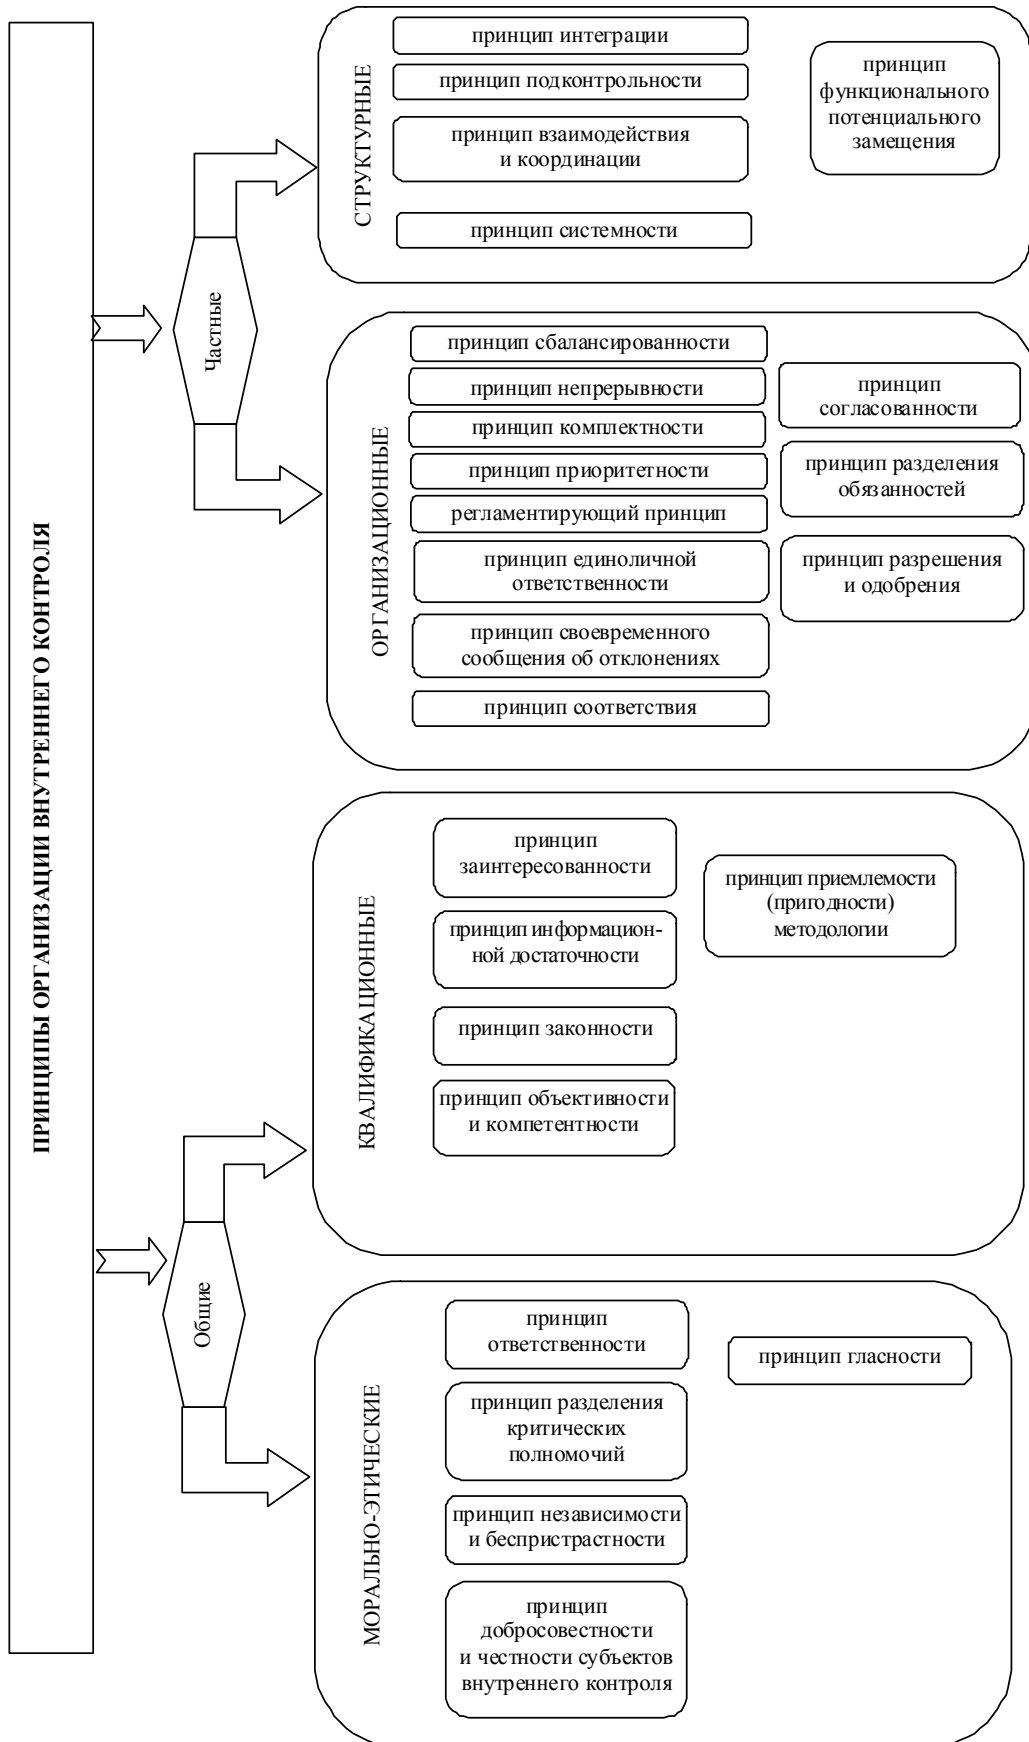 ПРИНЦИПЫ ОРГАНИЗАЦИИ ВНУТРЕННЕГО КОНТРОЛЯ
Частные
СТРУКТУРНЫЕ
принцип интеграции
принцип подконтрольности
принцип взаимодействия
и координации
принцип системности
принцип
функционального
потенциального
замещения
ОРГАНИЗАЦИОННЫЕ
принцип сбалансированности
принцип непрерывности
принцип комплектности
принцип приоритетности
регламентирующий принцип
принцип единоличной
ответственности
принцип своевременного
сообщения об отклонениях
принцип соответствия
принцип
согласованности
принцип разделения
обязанностей
принцип разрешения
и одобрения
Общие
КВАЛИФИКАЦИОННЫЕ
принцип
заинтересованности
принцип информацион-
ной достаточности
принцип законности
принцип объективности
и компетентности
принцип приемлемости
(пригодности)
методологии
МОРАЛЬНО-ЭТИЧЕСКИЕ
принцип
ответственности
принцип разделения
критических
полномочий
принцип независимости
и беспристрастности
принцип
добросовестности
и честности субъектов
внутреннего контроля
принцип гласности